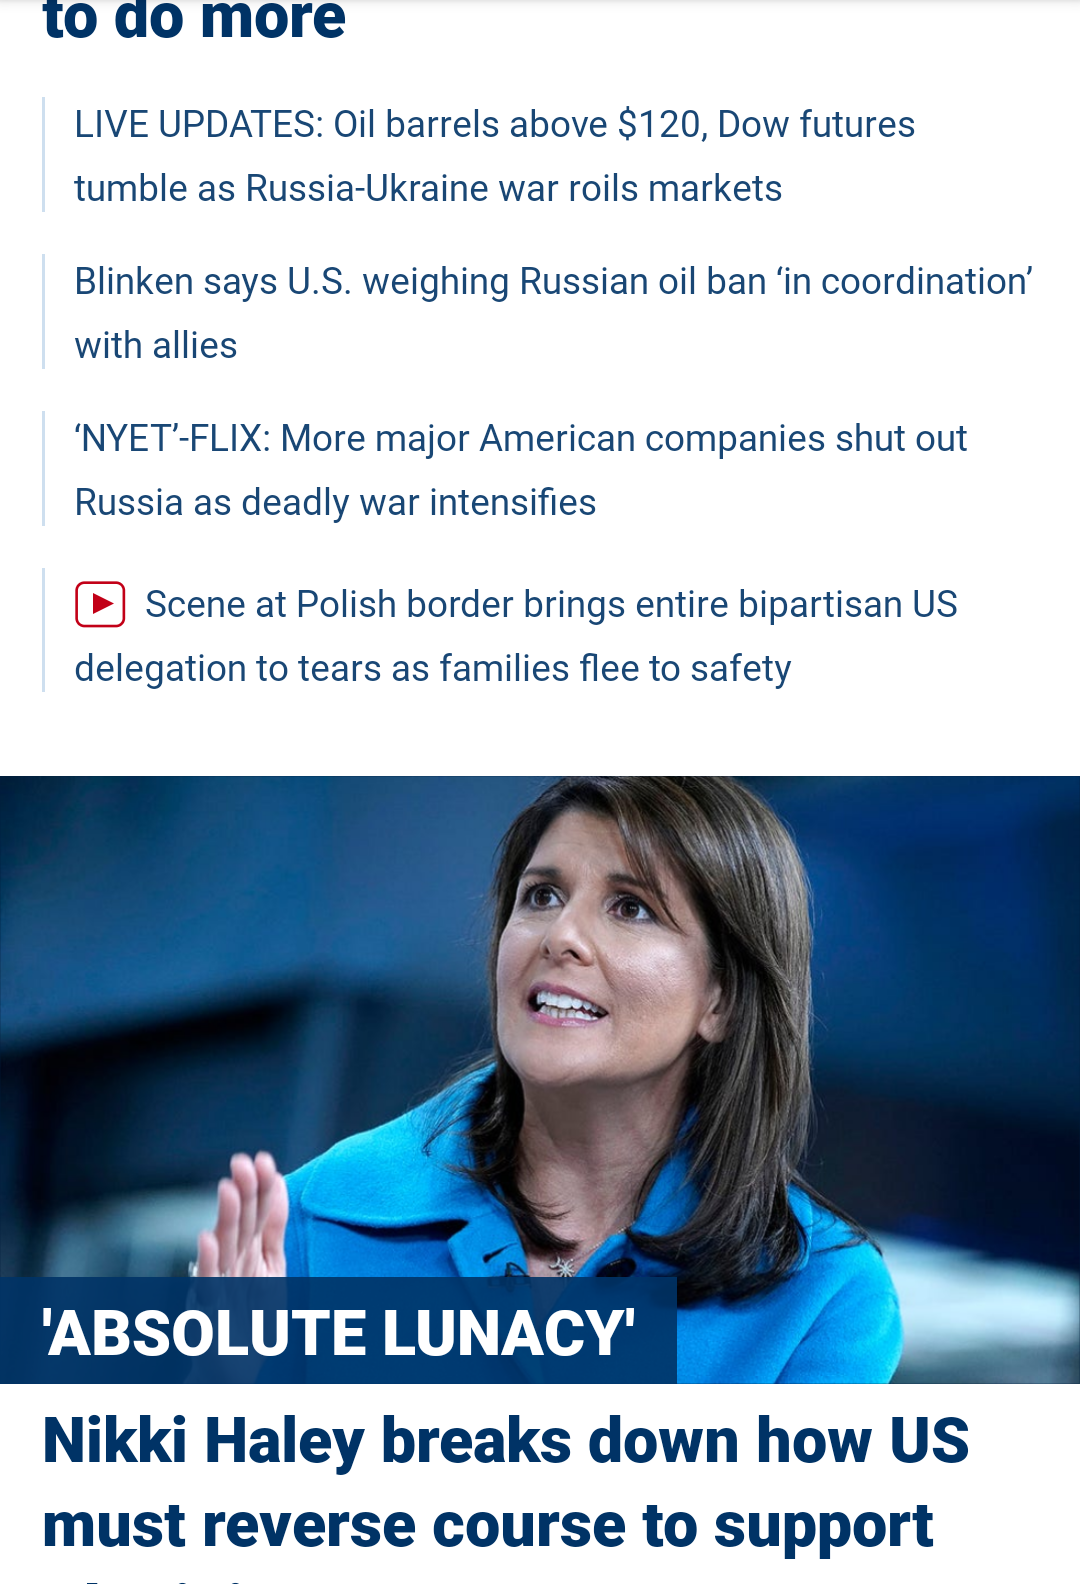 to do more
LIVE UPDATES: Oil barrels above $120, Dow futures
tumble as Russia-Ukraine war roils markets
Blinken says U.S. weighing Russian oil ban ‘in coordination’
with allies
‘NYET’-FLIX: More major American companies shut out
Russia as deadly war intensifies
Scene at Polish border brings entire bipartisan US
delegation to tears as families flee to safety
'ABSOLUTE LUNACY'
Nikki Haley breaks down how US
must reverse course to support